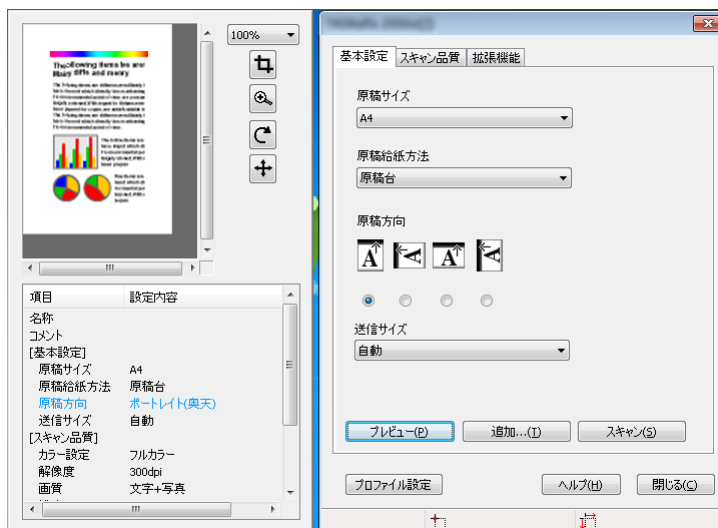 100%
The following items are
Many diffs and merry
項目 設定内容
名称
コメント
[基本設定]
原稿サイズ A4
原稿給紙方法 原稿台
原稿方向 ポートレイト(奥天)
送信サイズ 自動
[スキャン品質]
カラー設定 フルカラー
解像度 300dpi
画質 文字+写真
基本設定 スキャン品質 拡張機能
原稿サイズ
A4
原稿給紙方法
原稿台
原稿方向
A A A A
送信サイズ
自動
プレビュー(P) 追加...(I) スキャン(S)
プロファイル設定 ヘルプ(H) 閉じる(C)